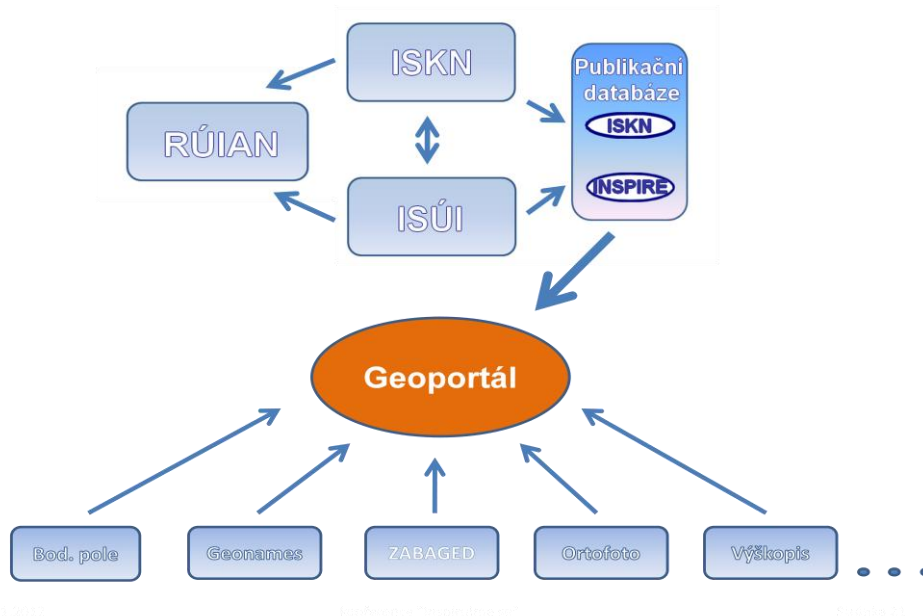 ISKN
Publikační
databáze
ISKN
INSPIRE
RÚIAN
ISÚI
Geoportál
Bod. pole
Geonames
ZABAGED
Ortofoto
Výškopis